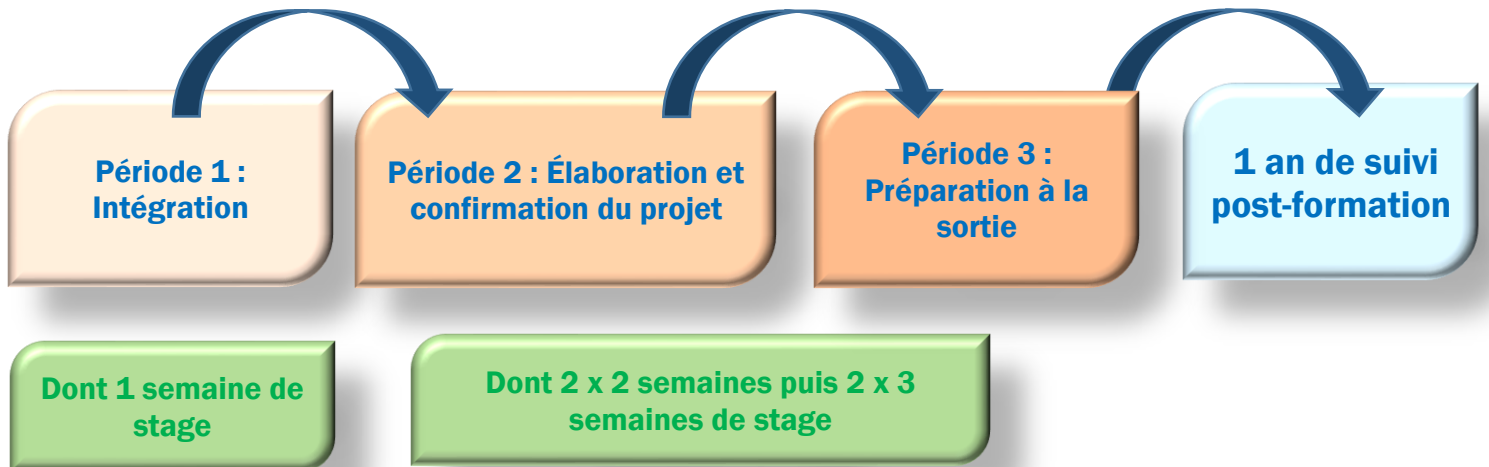 Période 1 :
Intégration
Période 2 : Élaboration et
confirmation du projet
Période 3 :
Préparation à la
sortie
1 an de suivi
post-formation
Dont 1 semaine de
stage
Dont 2 x 2 semaines puis 2 x 3
semaines de stage